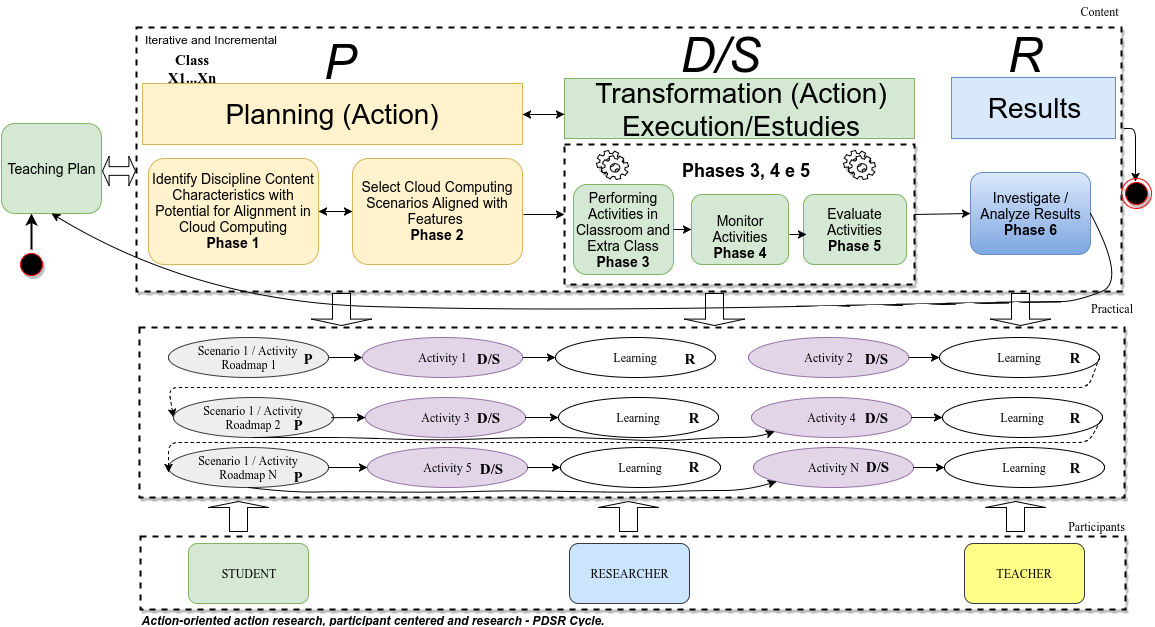 Content
Iterative and Incremental
Class
X1...Xn
P
D/S
R
Planning (Action)
Transformation (Action)
Execution/Estudies
Results
Teaching Plan
Identify Discipline Content
Characteristics with
Potential for Alignment in
Cloud Computing
Phase 1
Select Cloud Computing
Scenarios Aligned with
Features
Phase 2
Phases 3, 4 e 5
Performing
Activities in
Classroom and
Extra Class
Phase 3
Monitor
Activities
Phase 4
Evaluate
Activities
Phase 5
Investigate /
Analyze Results
Phase 6
Practical
Scenario 1 / Activity
Roadmap 1
P
Activity 1 D/S
Learning R
Activity 2 D/S
Learning R
Scenario 1 / Activity
Roadmap 2 P
Activity 3 D/S
Learning R
Activity 4 D/S
Learning R
Scenario 1 / Activity
Roadmap N P
Activity 5 D/S
Learning R
Activity N D/S
Learning R
Participants
STUDENT
RESEARCHER
TEACHER
Action-oriented action research, participant centered and research - PDSR Cycle.